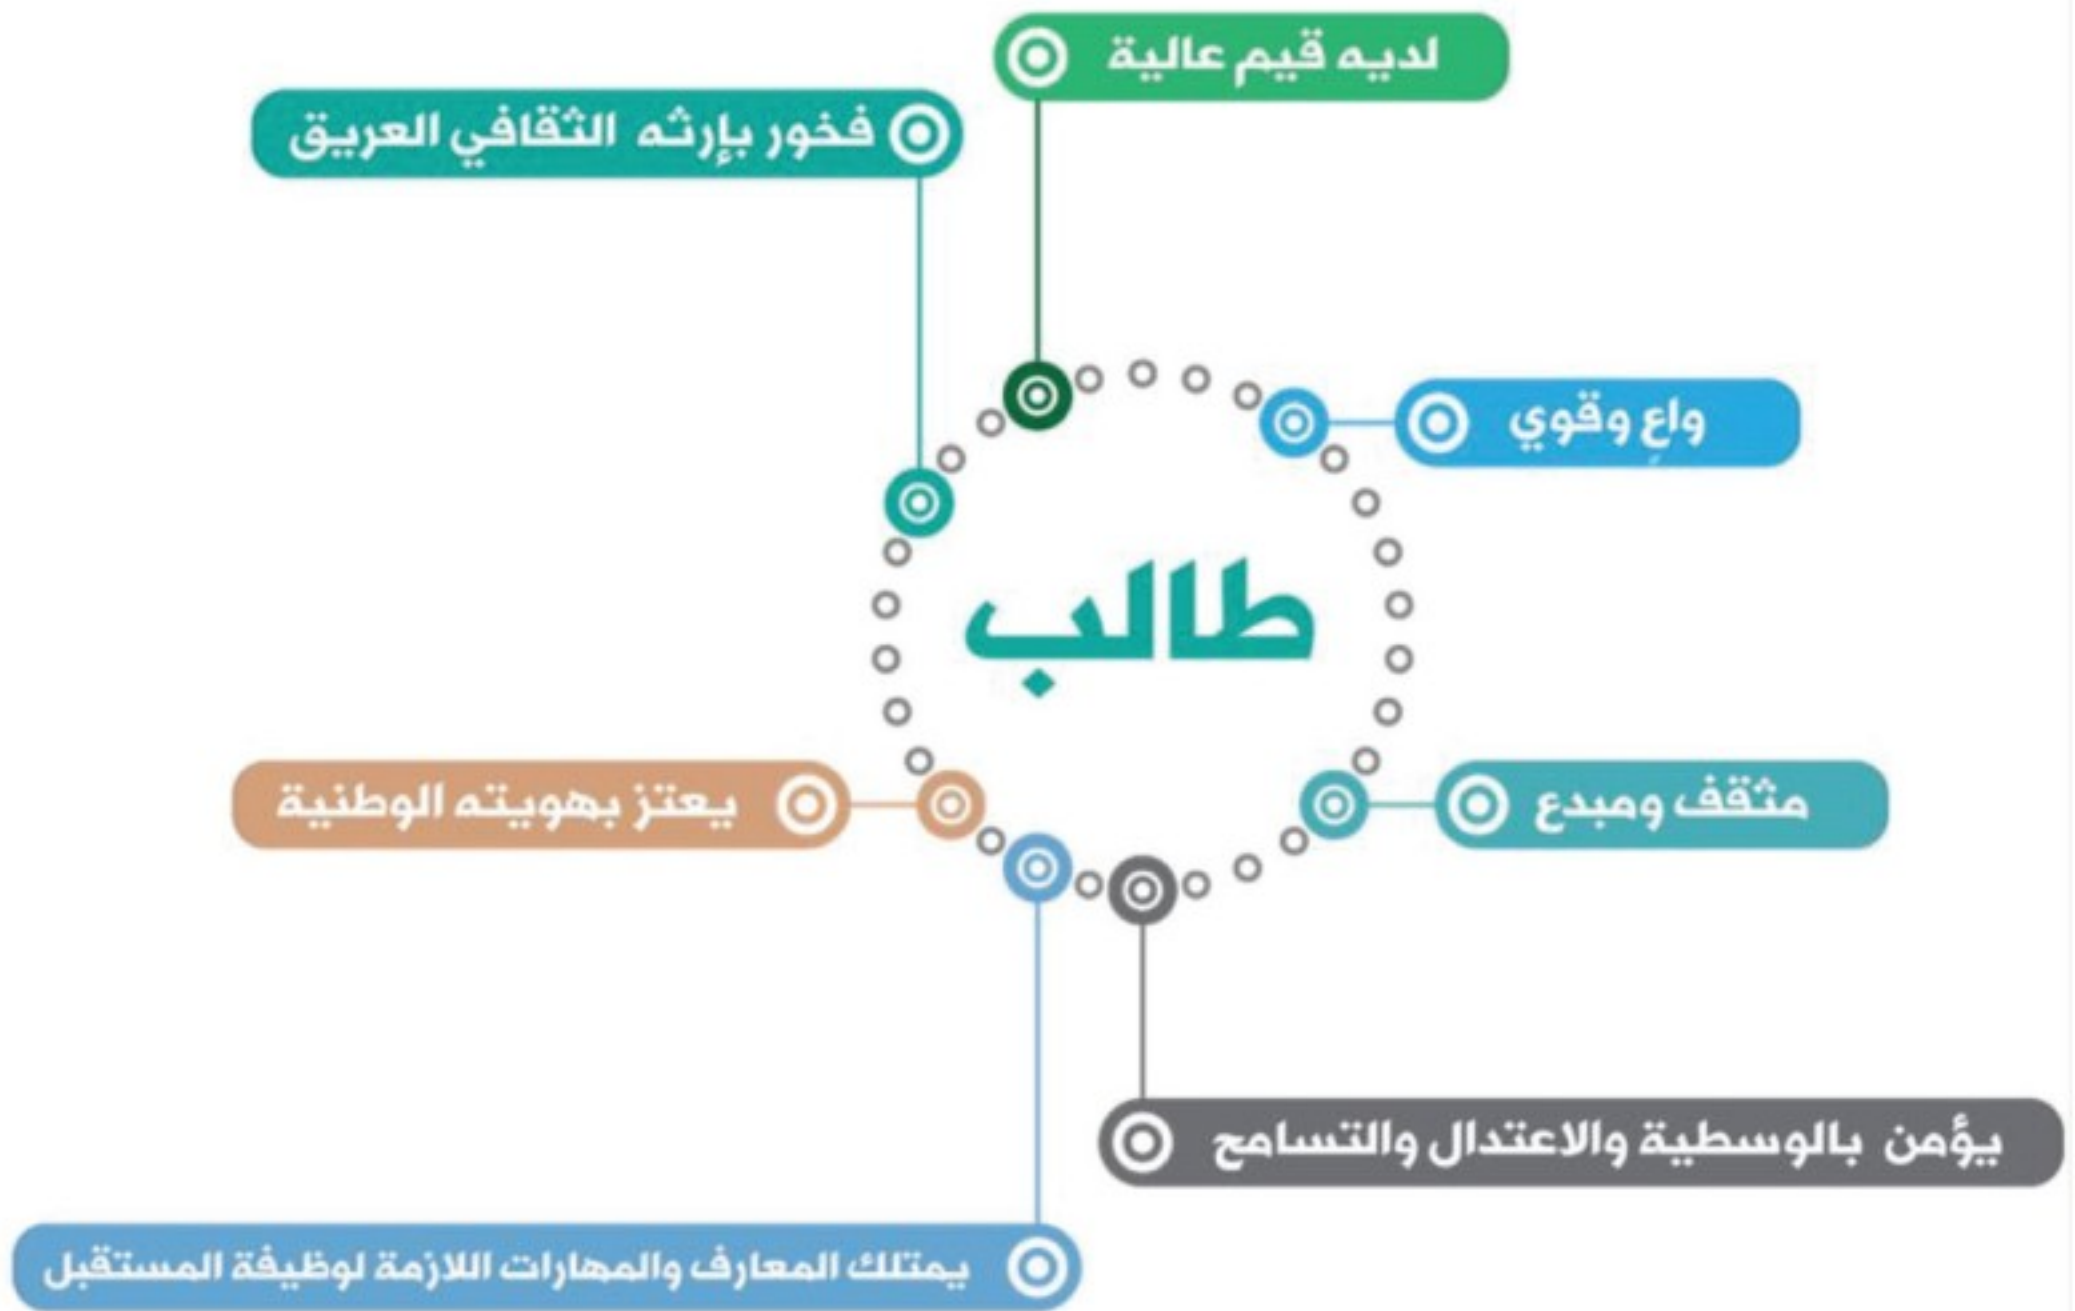 لديه قيم عالية
فخور بإرثه الثقافي العريق
واعٍ وقوي
طالب
مثقف ومبدع
يعتز بهويته الوطنية
يؤمن بالوسطية والاعتدال والتسامح
يمتلك المعارف والمهارات اللازمة لوظيفة المستقبل